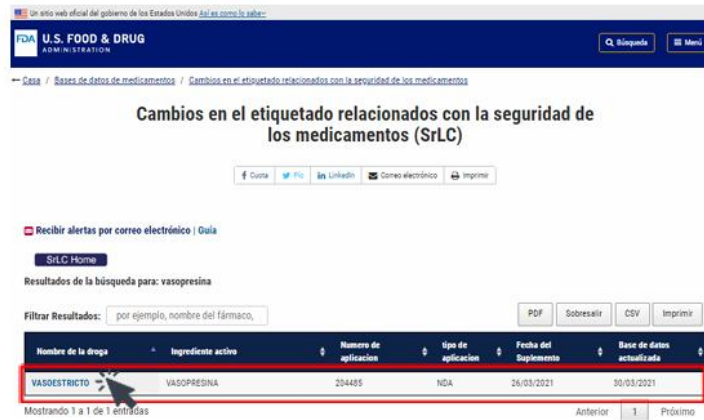 Un sitio web oficial del gobierno de los Estados Unidos Así es como lo sabe
FDA U.S. FOOD & DRUG
ADMINISTRATION
Búsqueda
Menú
Casa / Bases de datos de medicamentos / Cambios en el etiquetado relacionados con la seguridad de los medicamentos
Cambios en el etiquetado relacionados con la seguridad de
los medicamentos (SrLC)
Cuota Pío LinkedIn Correo electrónico Imprimir
Recibir alertas por correo electrónico | Guía
SrLC Home
Resultados de la búsqueda para: vasopresina
Filtrar Resultados: por ejemplo, nombre del fármaco,
PDF Sobresalir CSV Imprimir
Nombre de la droga Ingrediente activo Numero de aplicacion tipo de aplicacion Fecha del Suplemento Base de datos actualizada
VASOESTRICTO VASOPRESINA 204485 NDA 26/03/2021 30/03/2021
Mostrando 1 a 1 de 1 entradas
Anterior 1 Próximo